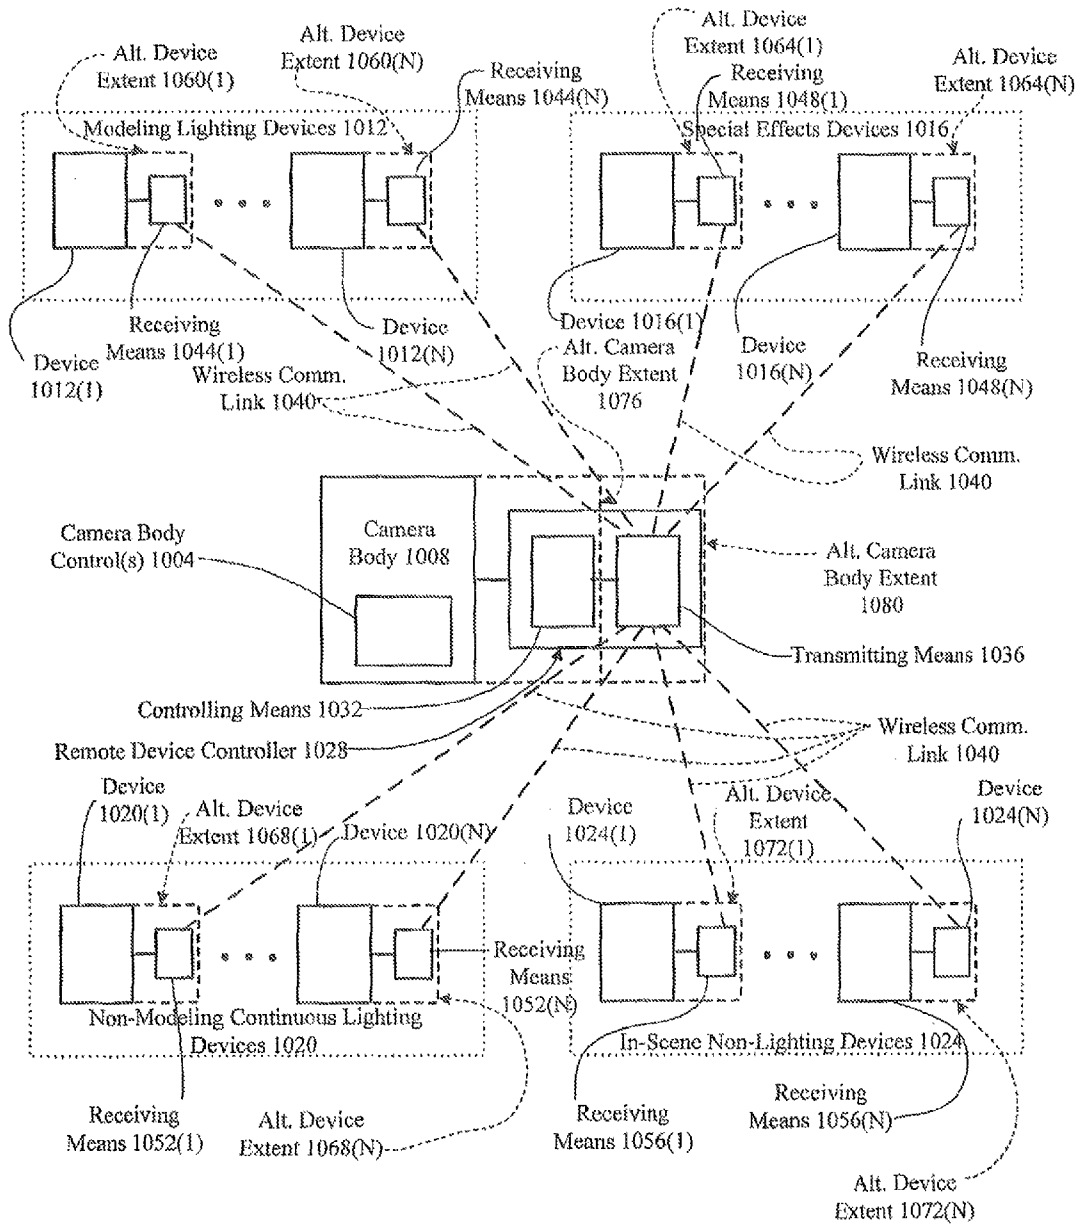 Alt. Device
Extent 1060(1)
Alt. Device
Extent 1060(N)
Receiving
Means 1044(N)
Alt. Device
Extent 1064(1)
Receiving
Means 1048(1)
Alt. Device
Extent 1064(N)
Modeling Lighting Devices 1012
Special Effects Devices 1016
Receiving
Means 1044(1)
Device
1012(1)
Device
1012(N)
Wireless Comm.
Link 1040
Device 1016(1)
Alt. Camera
Body Extent
1076
Device
1016(N)
Receiving
Means 1048(N)
Wireless Comm.
Link 1040
Camera Body
Control(s) 1004
Camera
Body 1008
Alt. Camera
Body Extent
1080
Transmitting Means 1036
Controlling Means 1032
Remote Device Controller 1028
Wireless Comm.
Link 1040
Device
1020(1)
Alt. Device
Extent 1068(1)
Device 1020(N)
Device
1024(1)
Alt. Device
Extent
1072(1)
Device
1024(N)
Receiving
Means
1052(N)
Non-Modeling Continuous Lighting
Devices 1020
In-Scene Non-Lighting Devices 1024
Receiving
Means 1052(1)
Alt. Device
Extent 1068(N)
Receiving
Means 1056(1)
Receiving
Means 1056(N)
Alt. Device
Extent 1072(N)